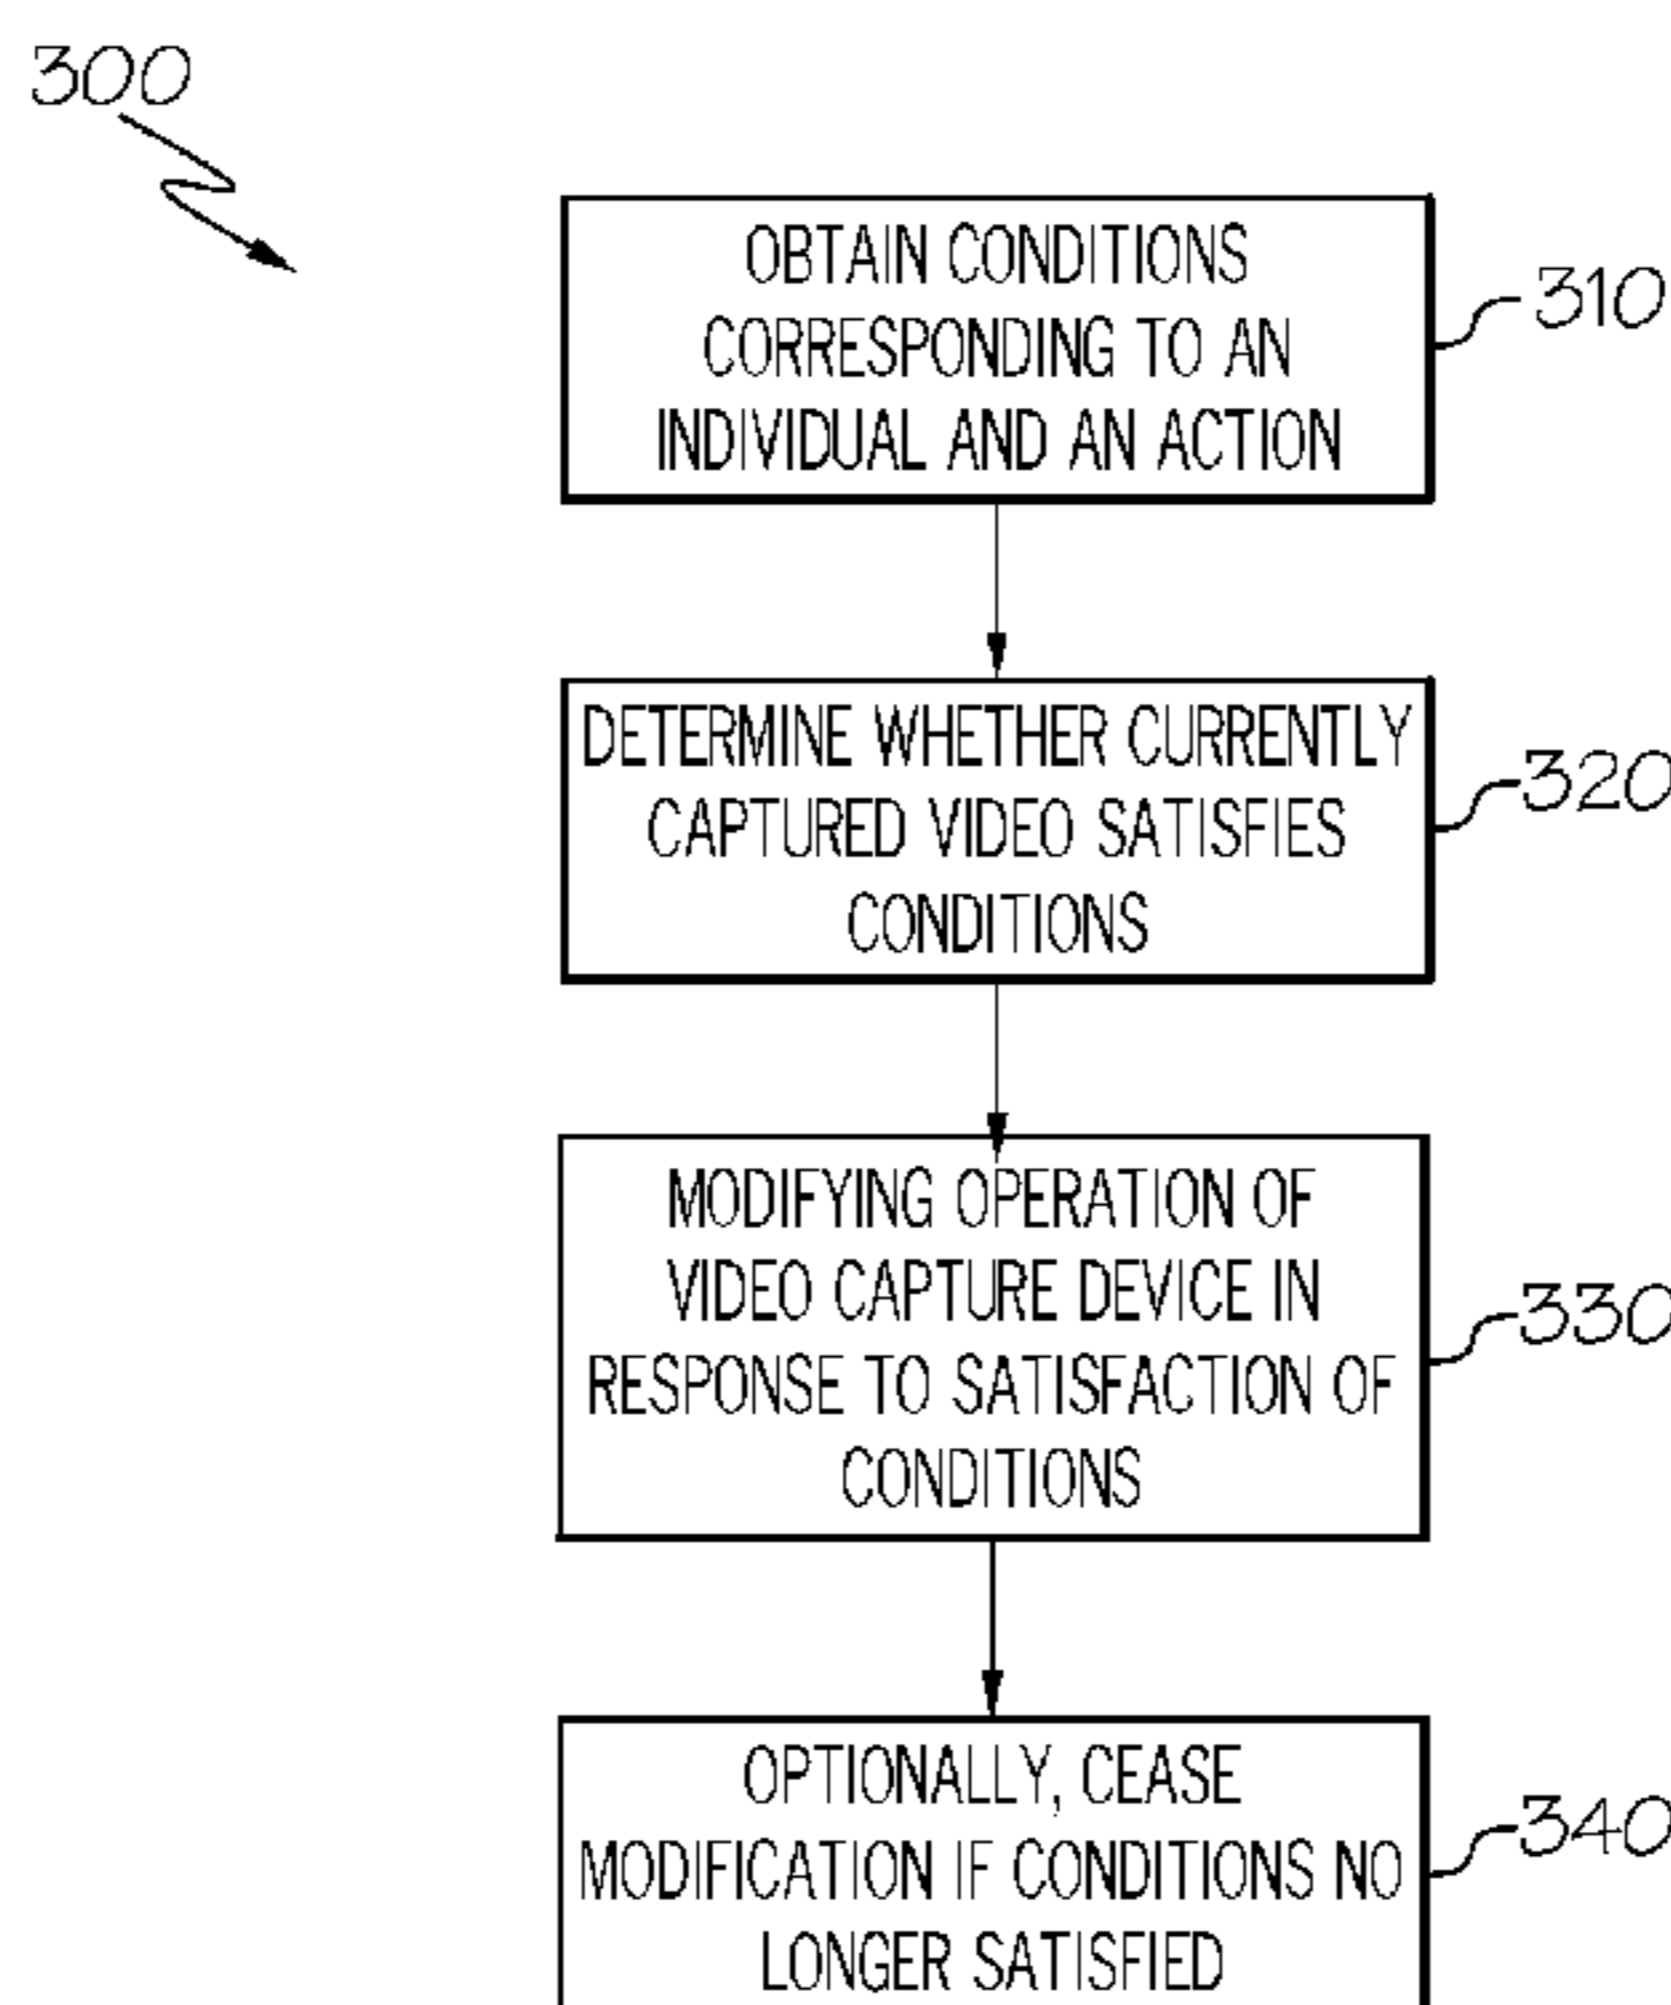 300
OBTAIN CONDITIONS
CORRESPONDING TO AN
INDIVIDUAL AND AN ACTION
310
DETERMINE WHETHER CURRENTLY
CAPTURED VIDEO SATISFIES
CONDITIONS
320
MODIFYING OPERATION OF
VIDEO CAPTURE DEVICE IN
RESPONSE TO SATISFACTION OF
CONDITIONS
330
OPTIONALLY, CEASE
MODIFICATION IF CONDITIONS NO
LONGER SATISFIED
340